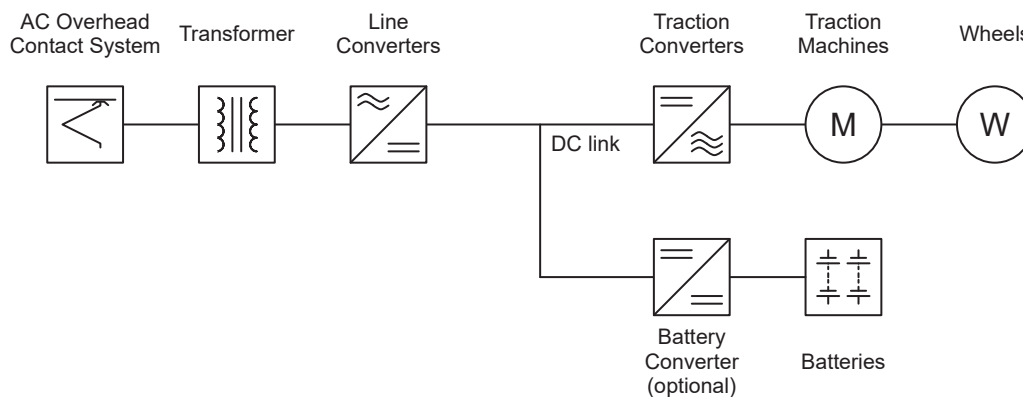 AC Overhead
Contact System
Transformer
Line
Converters
Traction
Converters
Traction
Machines
Wheels
M
W
DC link
Battery
Converter
(optional)
Batteries